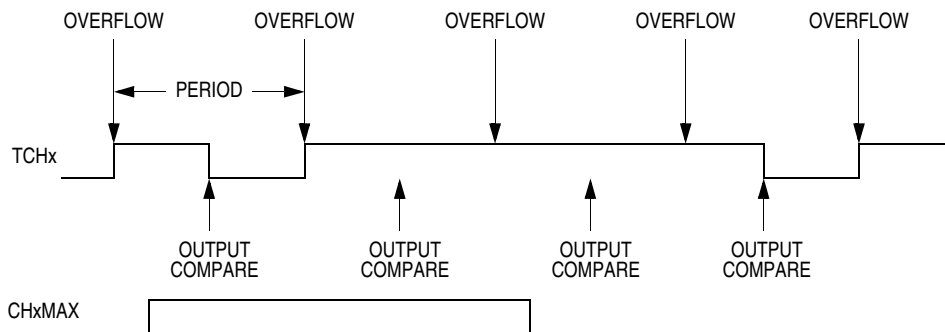 OVERFLOW OVERFLOW OVERFLOW OVERFLOW OVERFLOW
PERIOD
TCHx
OUTPUT COMPARE
OUTPUT COMPARE
OUTPUT COMPARE
OUTPUT COMPARE
CHxMAX